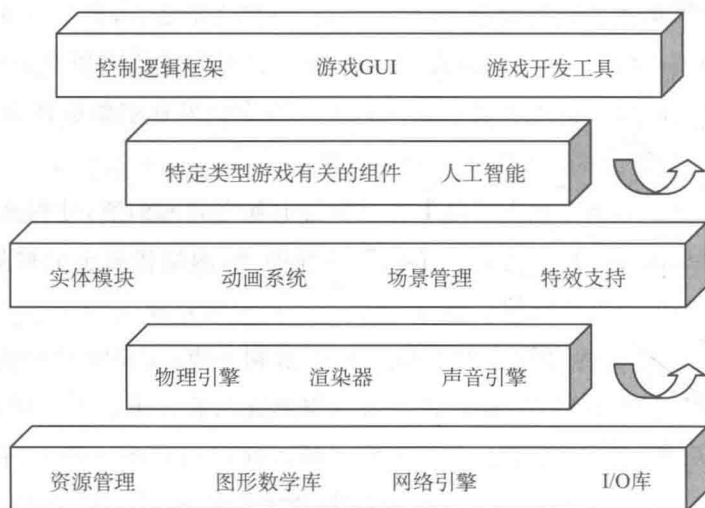 控制逻辑框架 游戏GUI 游戏开发工具
特定类型游戏有关的组件 人工智能
实体模块 动画系统 场景管理 特效支持
物理引擎 渲染器 声音引擎
资源管理 图形数学库 网络引擎 I/O库